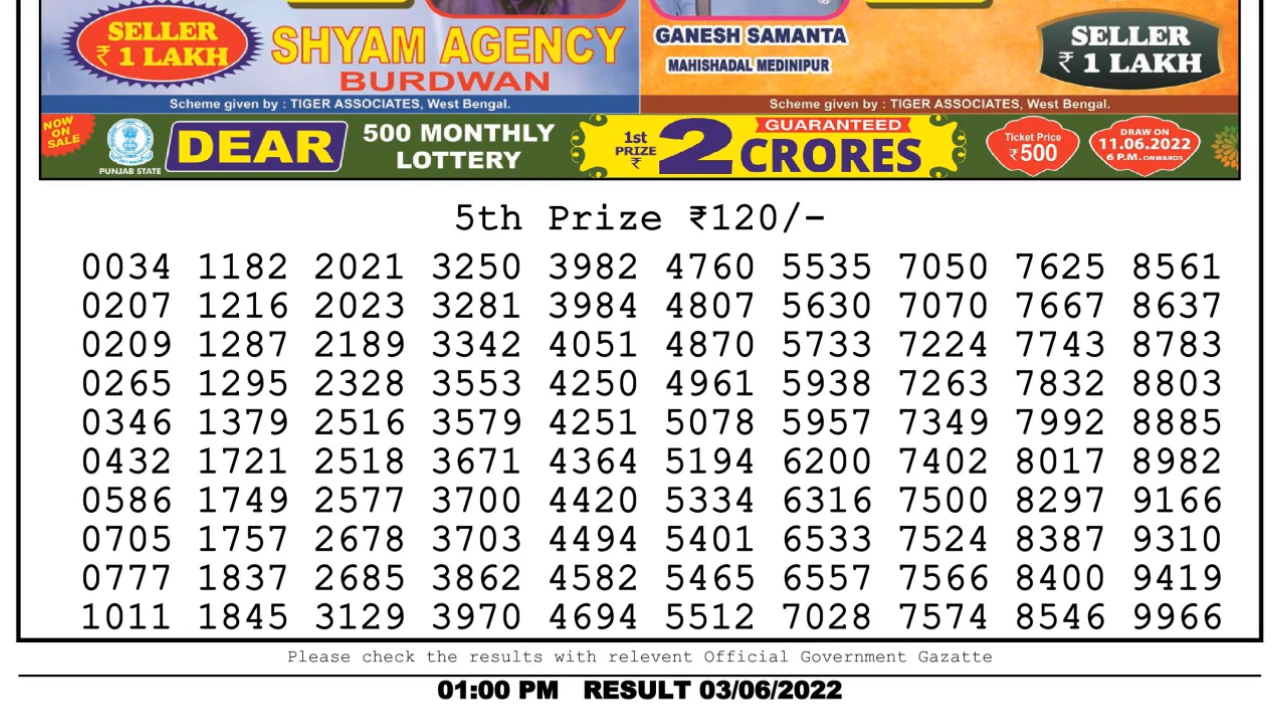 SELLER
₹ 1 LAKH
SHYAM AGENCY
BURDWAN
Scheme given by : TIGER ASSOCIATES, West Bengal.
GANESH SAMANTA
MAHISHADAL MEDINIPUR
SELLER
₹ 1 LAKH
Scheme given by : TIGER ASSOCIATES, West Bengal.
NOW
ON
SALE
PUNJAB STATE
DEAR
500 MONTHLY
LOTTERY
1st
PRIZE
₹
2
GUARANTEED
CRORES
Ticket Price
₹500
DRAW ON
11.06.2022
6 P.M. ONWARDS
5th Prize ₹120/-
0034 1182 2021 3250 3982 4760 5535 7050 7625 8561
0207 1216 2023 3281 3984 4807 5630 7070 7667 8637
0209 1287 2189 3342 4051 4870 5733 7224 7743 8783
0265 1295 2328 3553 4250 4961 5938 7263 7832 8803
0346 1379 2516 3579 4251 5078 5957 7349 7992 8885
0432 1721 2518 3671 4364 5194 6200 7402 8017 8982
0586 1749 2577 3700 4420 5334 6316 7500 8297 9166
0705 1757 2678 3703 4494 5401 6533 7524 8387 9310
0777 1837 2685 3862 4582 5465 6557 7566 8400 9419
1011 1845 3129 3970 4694 5512 7028 7574 8546 9966
Please check the results with relevent Official Government Gazatte
01:00 PM RESULT 03/06/2022